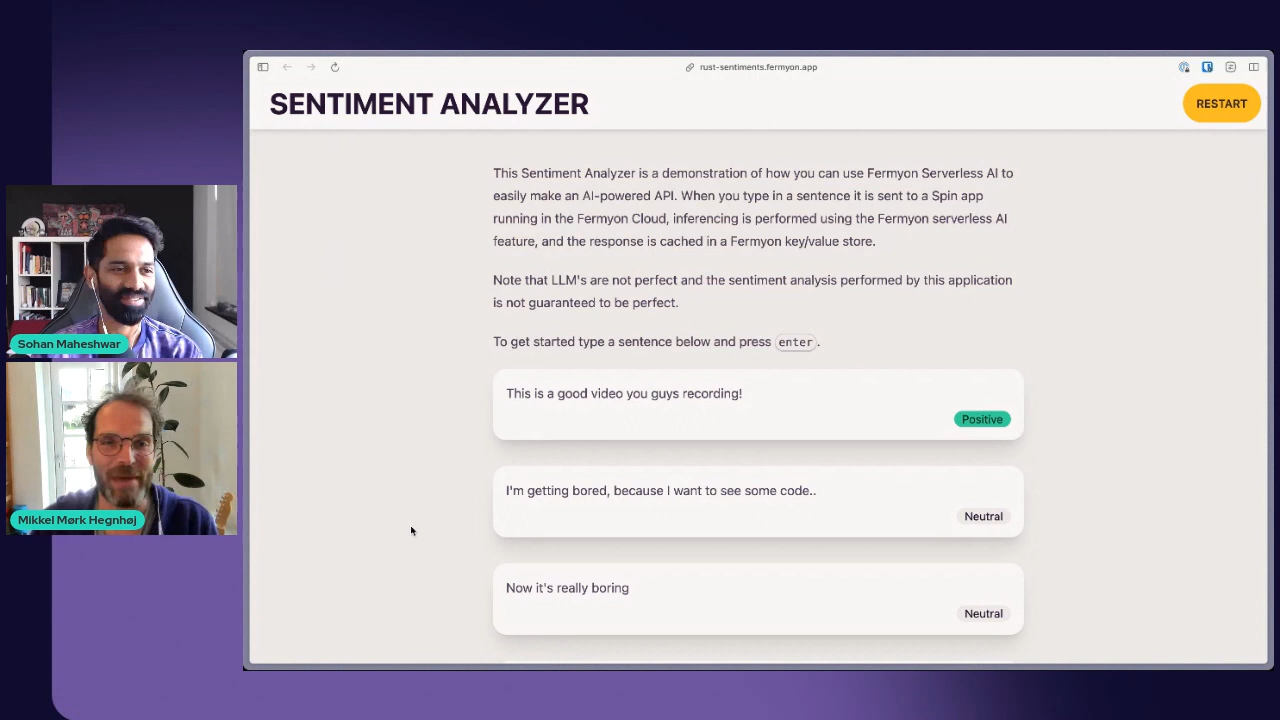 rust-sentiments.fermyon.app
SENTIMENT ANALYZER
RESTART
This Sentiment Analyzer is a demonstration of how you can use Fermyon Serverless AI to
easily make an AI-powered API. When you type in a sentence it is sent to a Spin app
running in the Fermyon Cloud, inferencing is performed using the Fermyon serverless AI
feature, and the response is cached in a Fermyon key/value store.
Note that LLM's are not perfect and the sentiment analysis performed by this application
is not guaranteed to be perfect.
To get started type a sentence below and press enter.
This is a good video you guys recording!
Positive
I'm getting bored, because I want to see some code..
Neutral
Now it's really boring
Neutral
Sohan Maheshwar
Mikkel Mørk Hegnhøj